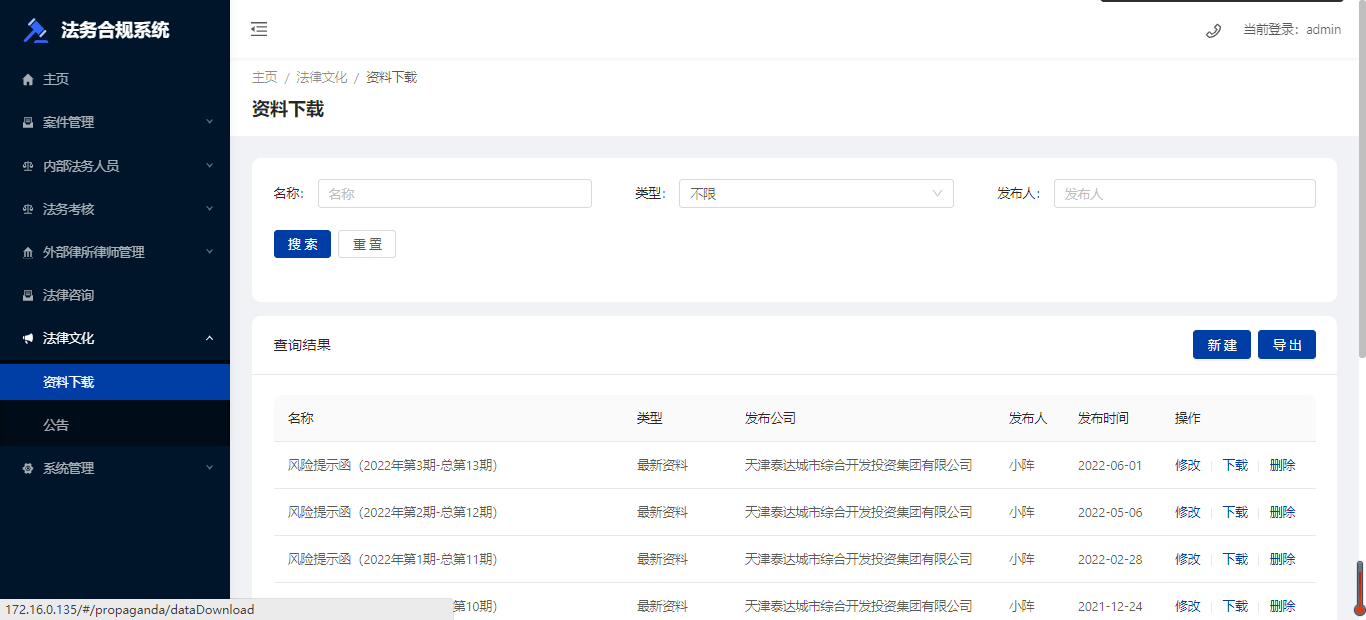 法务合规系统
当前登录：admin
主页
案件管理
内部法务人员
法务考核
外部律所律师管理
法律咨询
法律文化
资料下载
公告
系统管理
主页 / 法律文化 / 资料下载
资料下载
名称: 名称 类型: 不限 发布人: 发布人
搜 索 重 置
查询结果 新 建 导 出
名称 类型 发布公司 发布人 发布时间 操作
风险提示函（2022年第3期-总第13期） 最新资料 天津泰达城市综合开发投资集团有限公司 小阵 2022-06-01 修改 下载 删除
风险提示函（2022年第2期-总第12期） 最新资料 天津泰达城市综合开发投资集团有限公司 小阵 2022-05-06 修改 下载 删除
风险提示函（2022年第1期-总第11期） 最新资料 天津泰达城市综合开发投资集团有限公司 小阵 2022-02-28 修改 下载 删除
第10期） 最新资料 天津泰达城市综合开发投资集团有限公司 小阵 2021-12-24 修改 下载 删除
172.16.0.135/#/propaganda/dataDownload